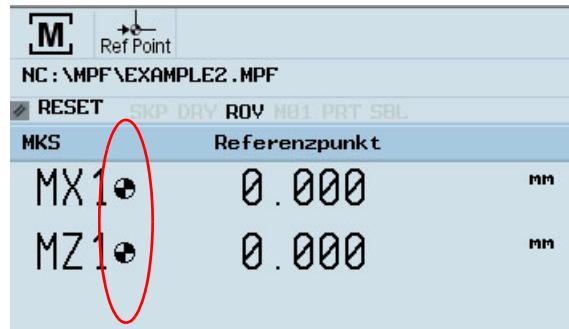 M
Ref Point
NC:\MPF\EXAMPLE2.MPF
RESET SKP DRY ROV M01 PRT SBL
MKS Referenzpunkt
MX1 0.000 mm
MZ1 0.000 mm